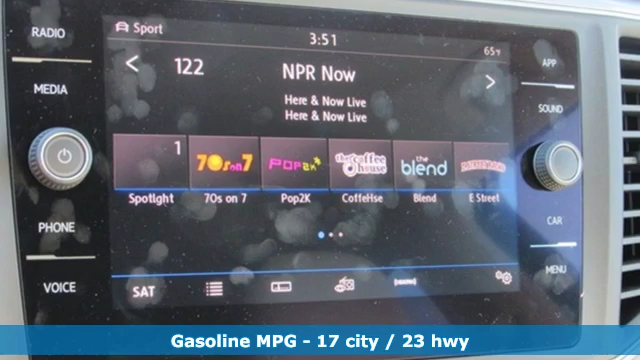 RADIO
MEDIA
PHONE
VOICE
Sport
3:51
65°F
122
NPR Now
Here & Now Live
Here & Now Live
1
70s on 7
POP2K
the coffee house
the blend
Spotlght
70s on 7
Pop2K
CoffeHse
Blend
E Street
SAT
APP
SOUND
CAR
MENU
Gasoline MPG - 17 city / 23 hwy